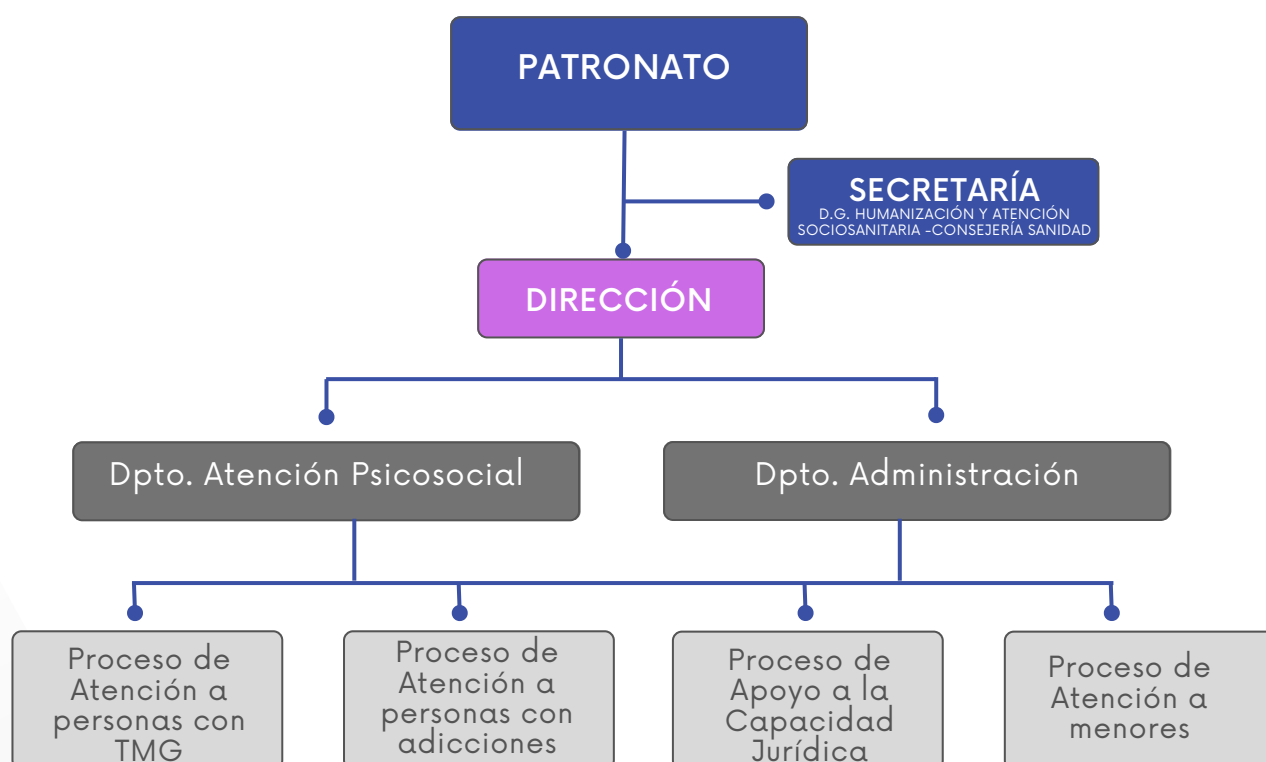 PATRONATO
SECRETARÍA
D.G. HUMANIZACIÓN Y ATENCIÓN
SOCIOSANITARIA -CONSEJERÍA SANIDAD
DIRECCIÓN
Dpto. Atención Psicosocial
Dpto. Administración
Proceso de
Atención a
personas con
TMG
Proceso de
Atención a
personas con
adicciones
Proceso de
Apoyo a la
Capacidad
Jurídica
Proceso de
Atención a
menores